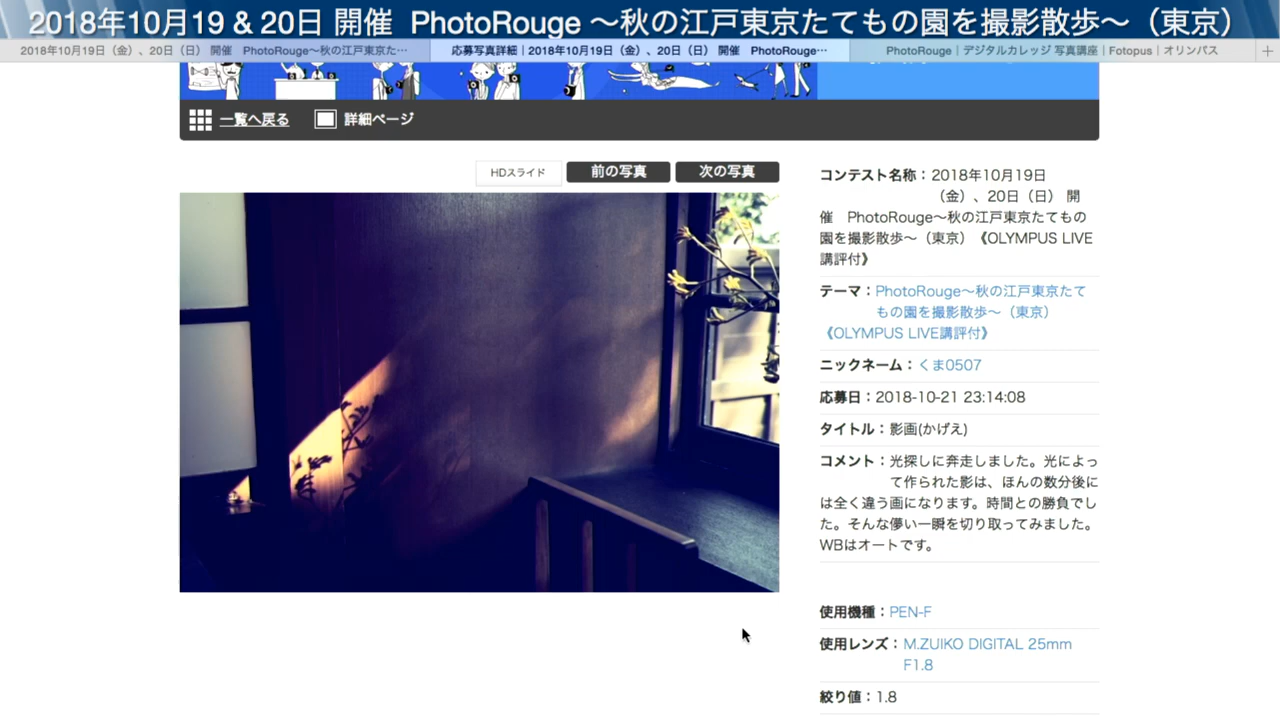 2018年10月19 & 20日 開催 PhotoRouge 〜秋の江戸東京たてもの園を撮影散歩〜（東京）
2018年10月19日（金）、20日（日） 開催　PhotoRouge〜秋の江戸東京た…
応募写真詳細｜2018年10月19日（金）、20日（日） 開催　PhotoRouge…
PhotoRouge｜デジタルカレッジ 写真講座｜Fotopus｜オリンパス
一覧へ戻る
詳細ページ
HDスライド
前の写真
次の写真
コンテスト名称：2018年10月19日
（金）、20日（日） 開
催　PhotoRouge〜秋の江戸東京たてもの
園を撮影散歩〜（東京）《OLYMPUS LIVE
講評付》
テーマ：PhotoRouge〜秋の江戸東京たて
もの園を撮影散歩〜（東京）
《OLYMPUS LIVE講評付》
ニックネーム：くま0507
応募日：2018-10-21 23:14:08
タイトル：影画(かげえ)
コメント：光探しに奔走しました。光によっ
て作られた影は、ほんの数分後に
は全く違う画になります。時間との勝負でし
た。そんな儚い一瞬を切り取ってみました。
WBはオートです。
使用機種：PEN-F
使用レンズ：M.ZUIKO DIGITAL 25mm
F1.8
絞り値：1.8